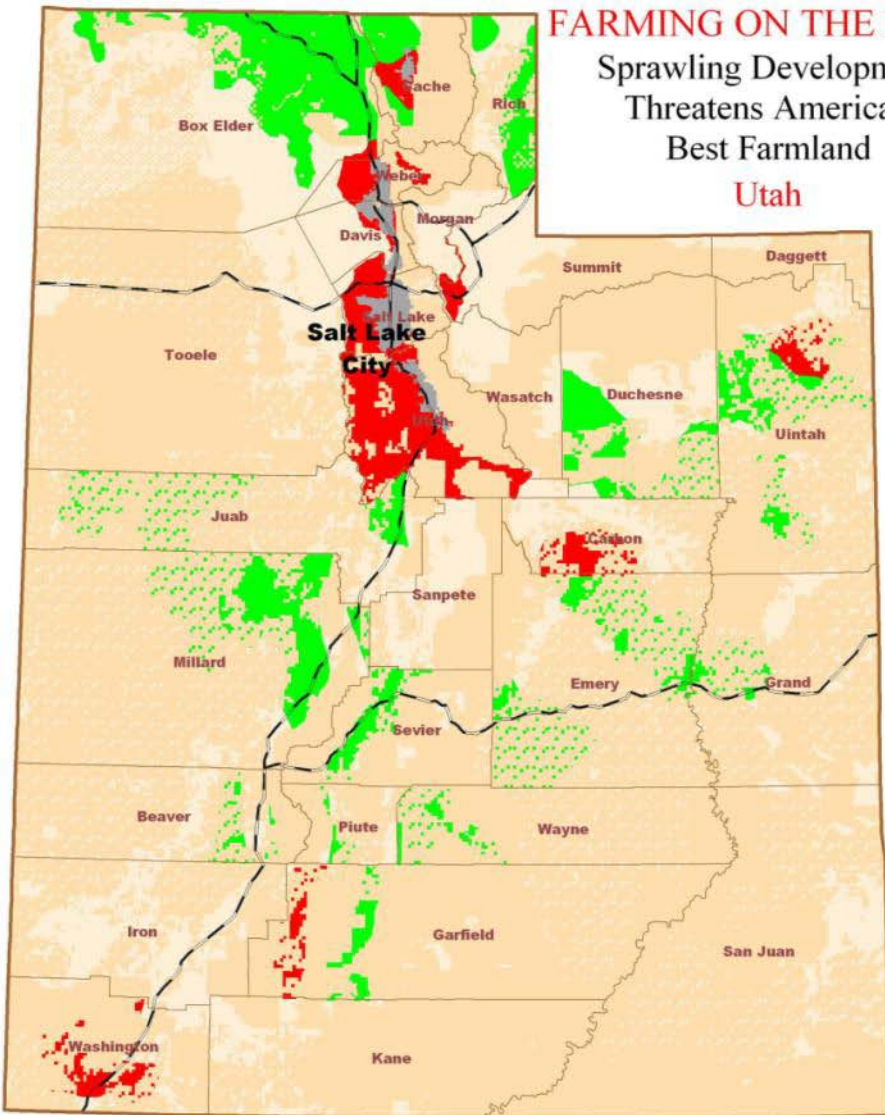 FARMING ON THE
Sprawling Developm
Threatens America
Best Farmland
Utah
Cache
Rich
Box Elder
Weber
Morgan
Davis
Summit
Daggett
Salt Lake
Salt Lake
City
Tooele
Wasatch
Duchesne
Utah
Uintah
Juab
Carbon
Sanpete
Millard
Emery
Grand
Sevier
Beaver
Piute
Wayne
Iron
Garfield
San Juan
Washington
Kane